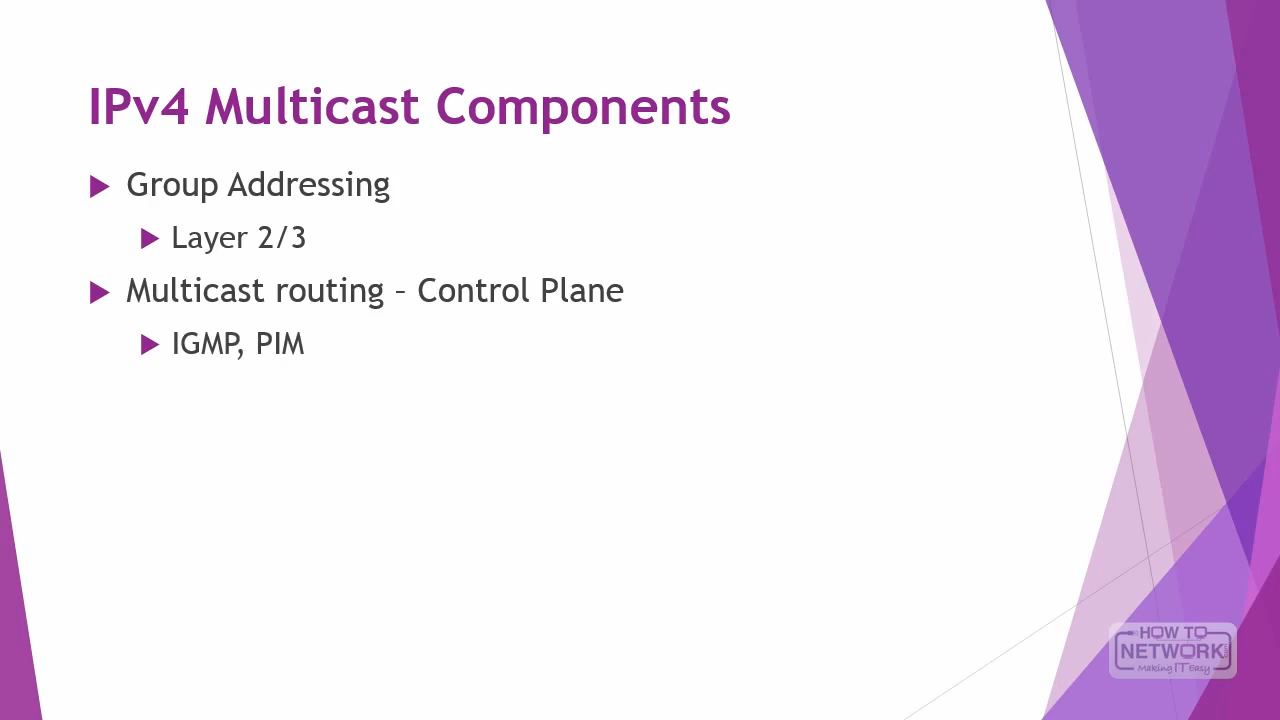 IPv4 Multicast Components
Group Addressing
Layer 2/3
Multicast routing – Control Plane
IGMP, PIM
HOW TO
NETWORK
Making IT Easy